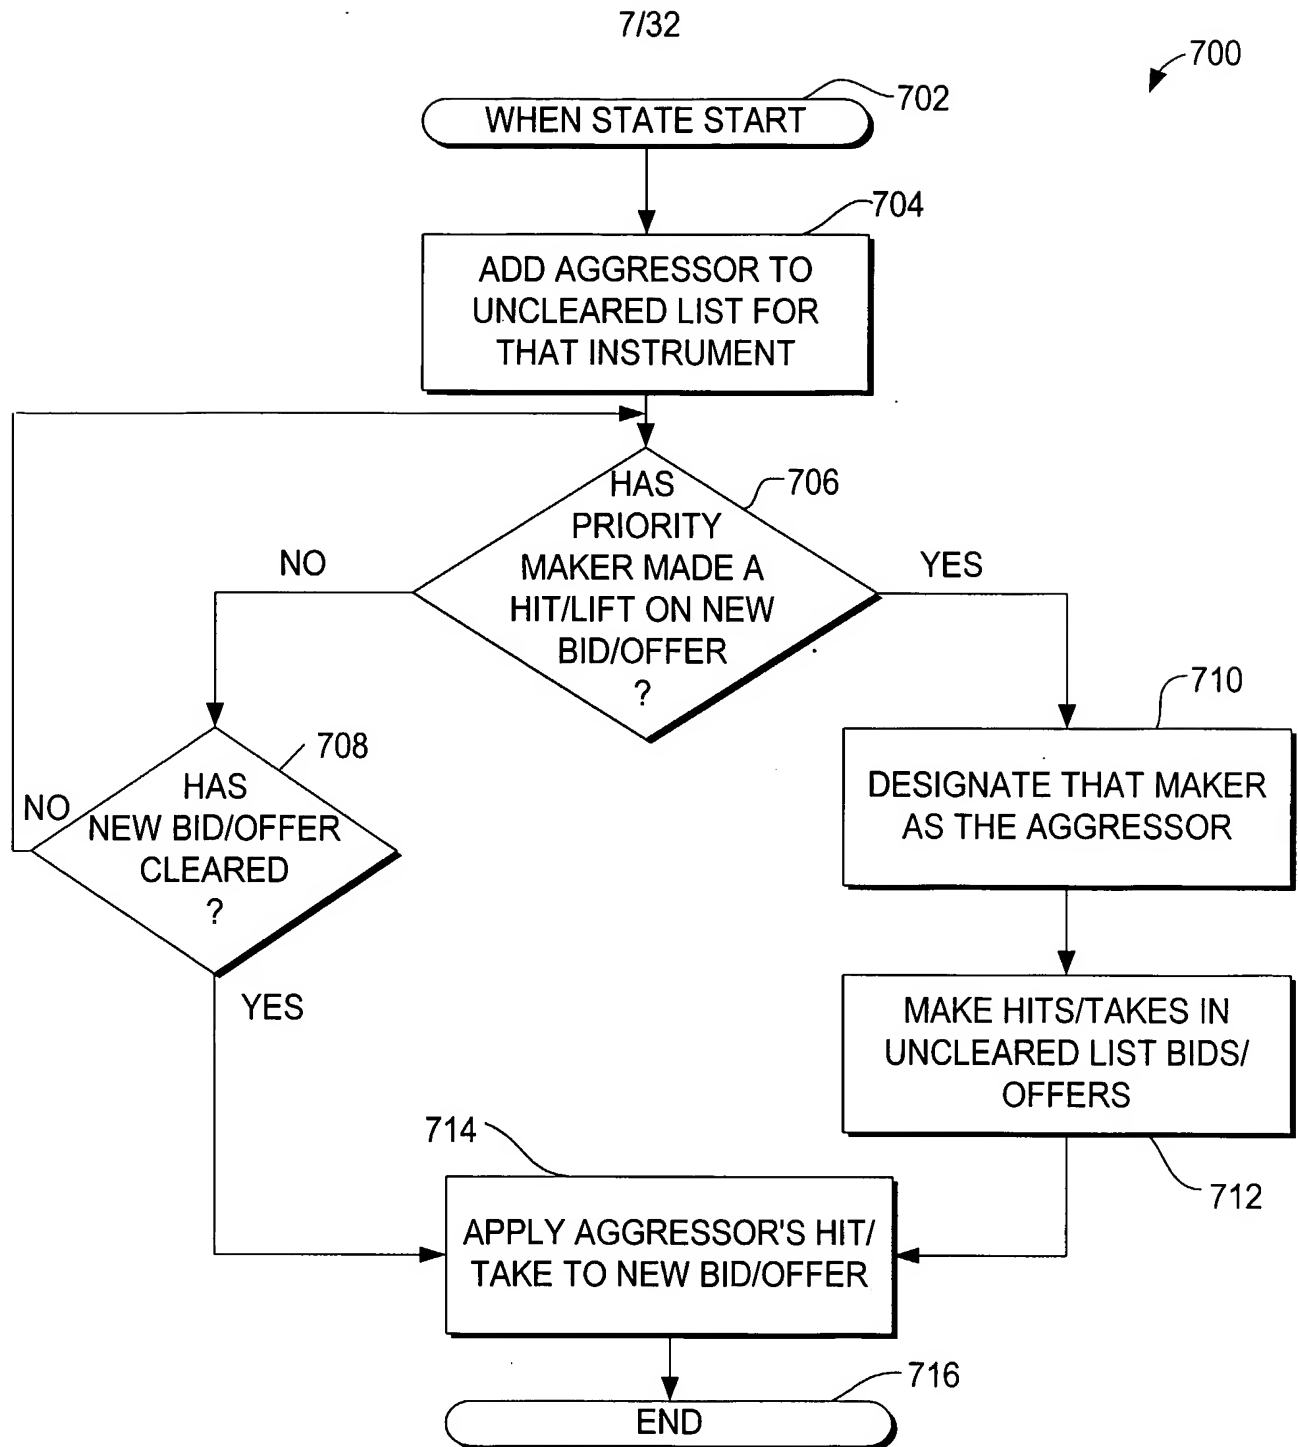 7/32
700
702
WHEN STATE START
704
ADD AGGRESSOR TO
UNCLEARED LIST FOR
THAT INSTRUMENT
706
HAS
PRIORITY
MAKER MADE A
HIT/LIFT ON NEW
BID/OFFER
?
NO
YES
708
HAS
NEW BID/OFFER
CLEARED
?
NO
YES
710
DESIGNATE THAT MAKER
AS THE AGGRESSOR
MAKE HITS/TAKES IN
UNCLEARED LIST BIDS/
OFFERS
712
714
APPLY AGGRESSOR'S HIT/
TAKE TO NEW BID/OFFER
716
END